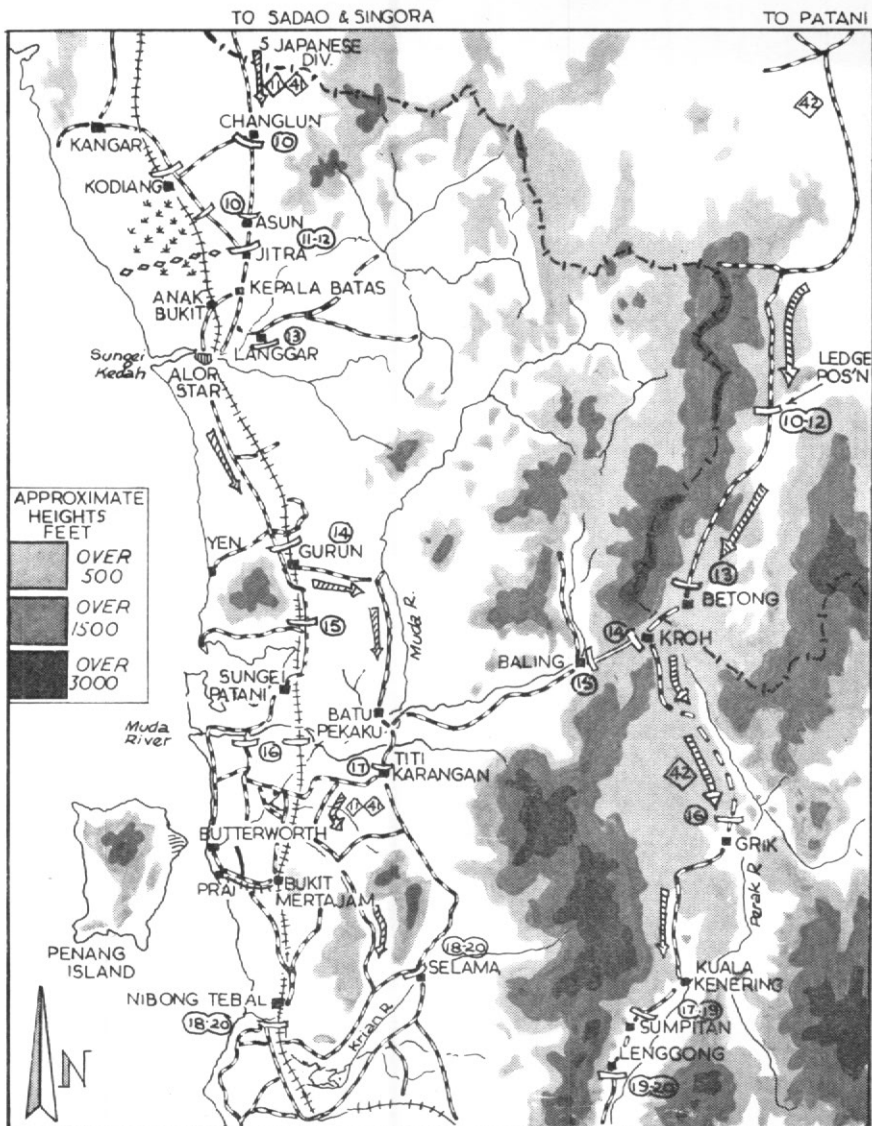 TO SADAO & SINGORA
TO PATANI
5 JAPANESE
DIV.
11
41
42
CHANGLUN
10
KANGAR
KODIANG
10
ASUN
11-12
JITRA
KEPALA BATAS
ANAK
BUKIT
13
LANGGAR
Sungei
Kedah
ALOR
STAR
LEDGE
POS'N
10-12
APPROXIMATE
HEIGHTS
FEET
OVER
500
OVER
1500
OVER
3000
YEN
14
GURUN
15
Muda R.
13
BETONG
14
KROH
BALING
15
SUNGEI
PATANI
BATU
PEKAKU
Muda
River
16
17
TITI
KARANGAN
11
41
42
16
GRIK
BUTTERWORTH
PRAI
BUKIT
MERTAJAM
Perak R.
PENANG
ISLAND
18-20
SELAMA
KUALA
KENERING
17-19
NIBONG TEBAL
18-20
Krian R.
SUMPITAN
LENGGONG
19-20
N